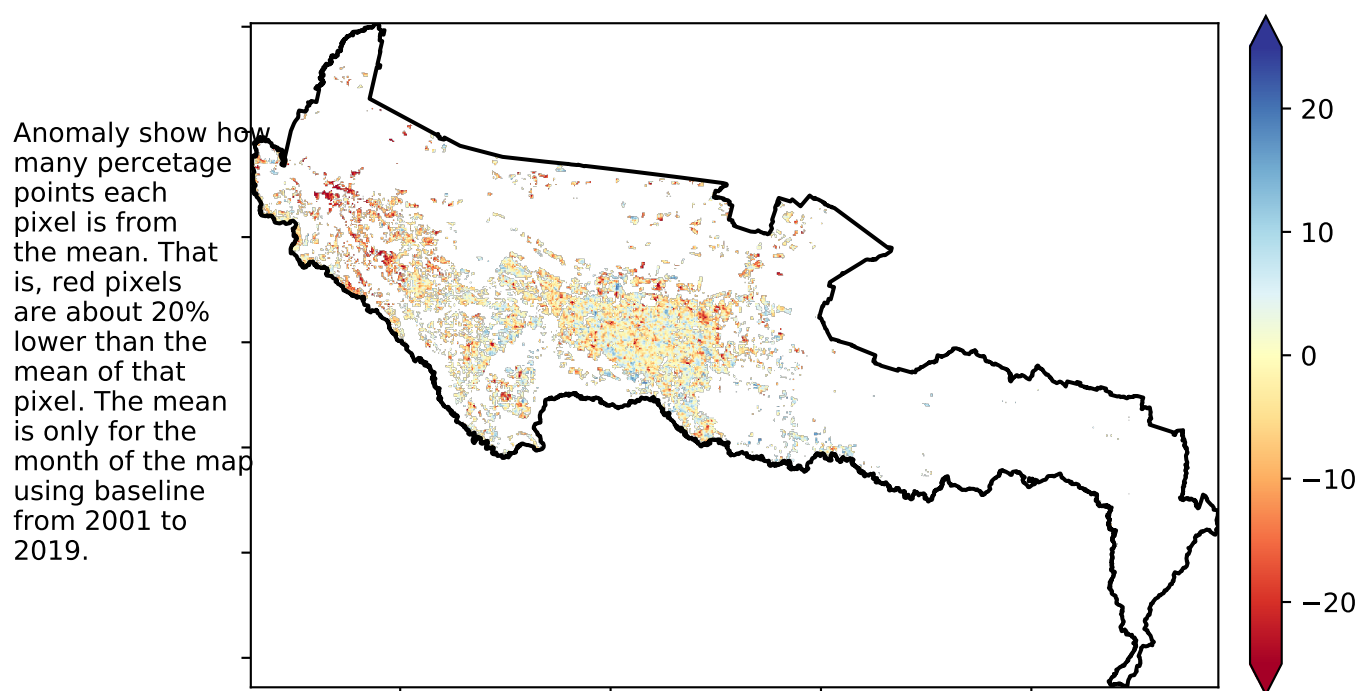 Anomaly show how
many percetage
points each
pixel is from
the mean. That
is, red pixels
are about 20%
lower than the
mean of that
pixel. The mean
is only for the
month of the map
using baseline
from 2001 to
2019.
20
10
0
−10
−20